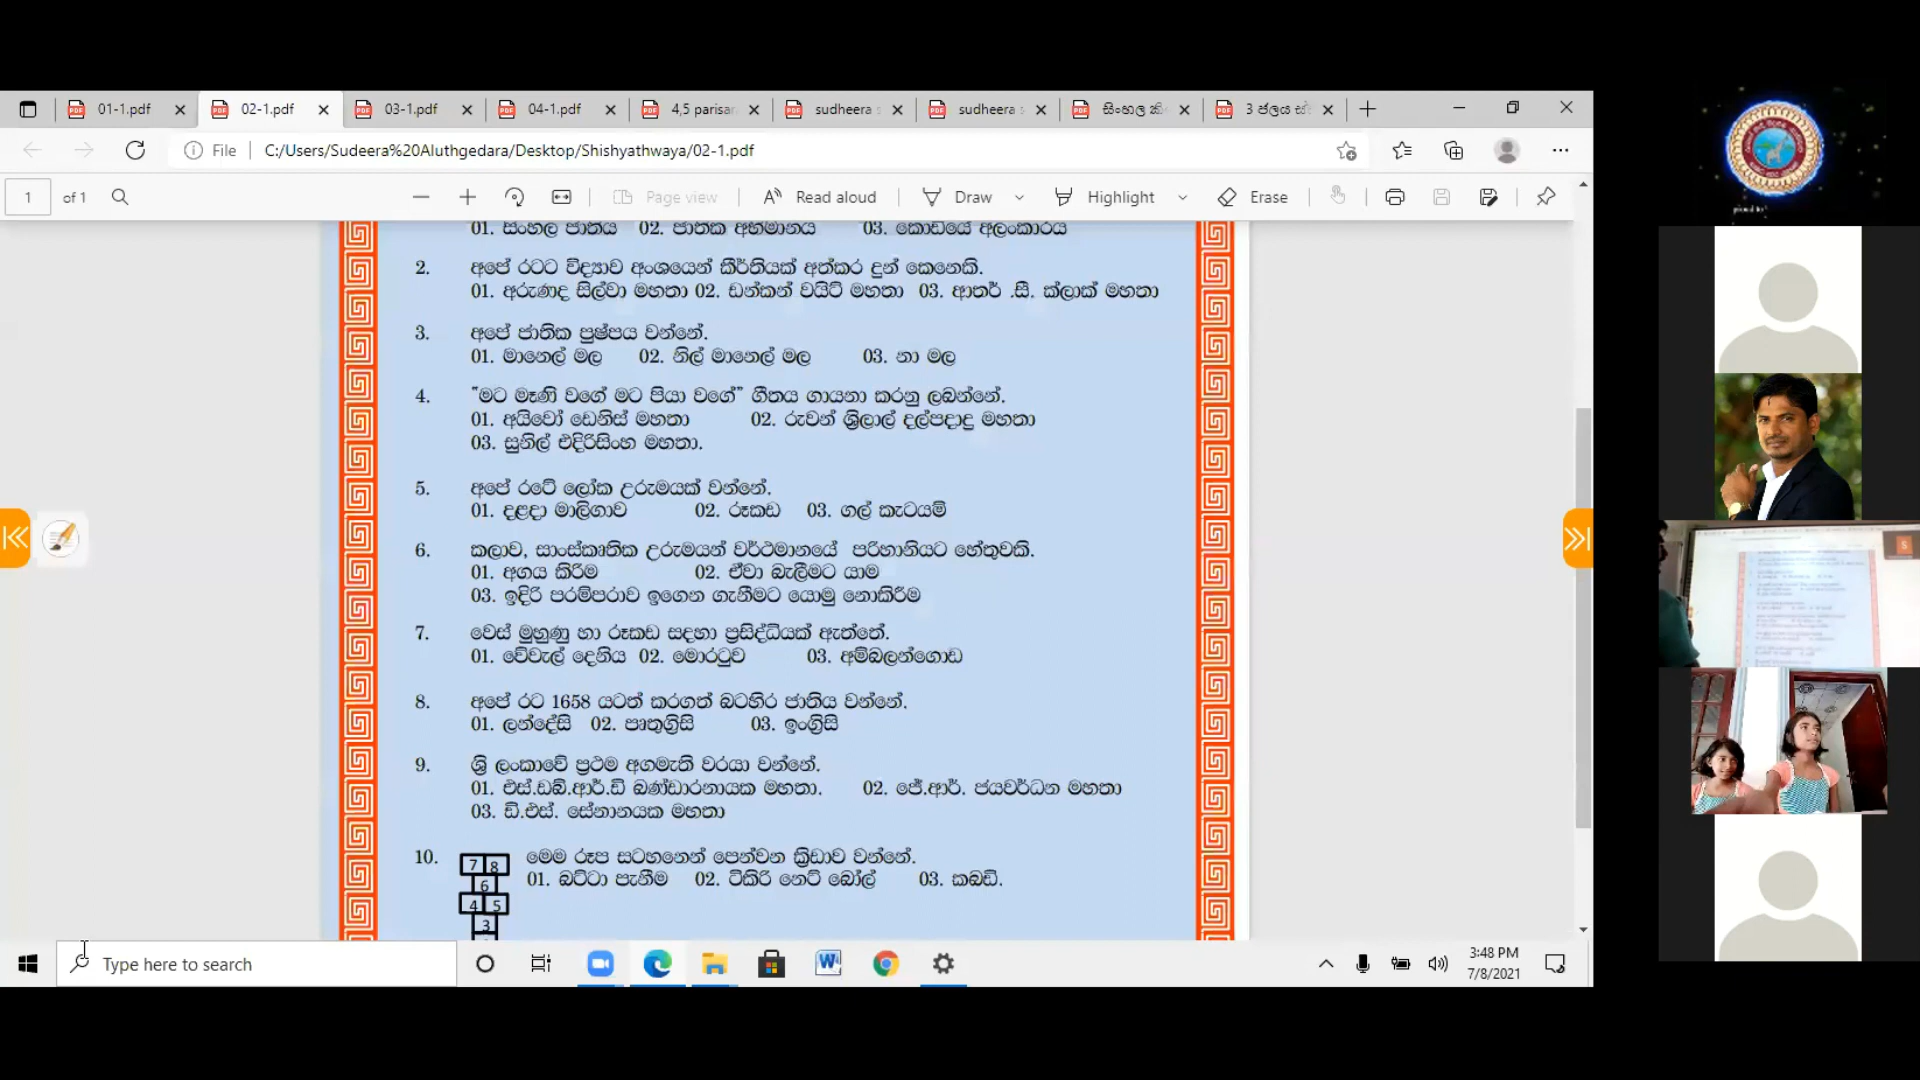 01-1.pdf
02-1.pdf
03-1.pdf
04-1.pdf
4,5 parisar
sudheera s
sudheera s
සිංහල කි
3 ජලය ස්
File
C:/Users/Sudeera%20Aluthgedara/Desktop/Shishyathwaya/02-1.pdf
1 of 1
Page view
Read aloud
Draw
Highlight
Erase
01. සිංහල ජාතිය 02. ජාතික අභිමානය 03. කොඩියේ අලංකාරය
2. අපේ රටට විද්‍යාව අංශයෙන් කීර්තියක් අත්කර දුන් කෙනෙකි.
01. අරුණද සිල්වා මහතා 02. ඩන්කන් වයිට් මහතා 03. ආතර් .සී. ක්ලාක් මහතා
3. අපේ ජාතික පුෂ්පය වන්නේ.
01. මානෙල් මල 02. නිල් මානෙල් මල 03. නා මල
4. "මට මෑණි වගේ මට පියා වගේ" ගීතය ගායනා කරනු ලබන්නේ.
01. අයිවෝ ඩෙනිස් මහතා 02. රුවන් ශ්‍රීලාල් දල්පදාදු මහතා
03. සුනිල් එදිරිසිංහ මහතා.
5. අපේ රටේ ලෝක උරුමයක් වන්නේ.
01. දළදා මාලිගාව 02. රූකඩ 03. ගල් කැටයම්
6. කලාව, සාංස්කෘතික උරුමයන් වර්ථමානයේ පරිහානියට හේතුවකි.
01. අගය කිරිම 02. ඒවා බැලීමට යාම
03. ඉදිරි පරම්පරාව ඉගෙන ගැනීමට යොමු නොකිරීම
7. වෙස් මුහුණු හා රූකඩ සදහා ප්‍රසිද්ධියක් ඇත්තේ.
01. වේවැල් දෙනිය 02. මොරටුව 03. අම්බලන්ගොඩ
8. අපේ රට 1658 යටත් කරගත් බටහිර ජාතිය වන්නේ.
01. ලන්දේසි 02. පෘතුග්‍රිසි 03. ඉංග්‍රිසි
9. ශ්‍රි ලංකාවේ ප්‍රථම අගමැති වරයා වන්නේ.
01. එස්.ඩබ්.ආර්.ඩි බණ්ඩාරනායක මහතා. 02. ජේ.ආර්. ජයවර්ධන මහතා
03. ඩි.එස්. සේනානයක මහතා
10. මෙම රූප සටහනෙන් පෙන්වන ක්‍රිඩාව වන්නේ.
01. බට්ටා පැනීම 02. ටිකිරි නෙට් බෝල් 03. කබඩි.
7 8
6
4 5
3
Type here to search
3:48 PM
7/8/2021
proud to
S